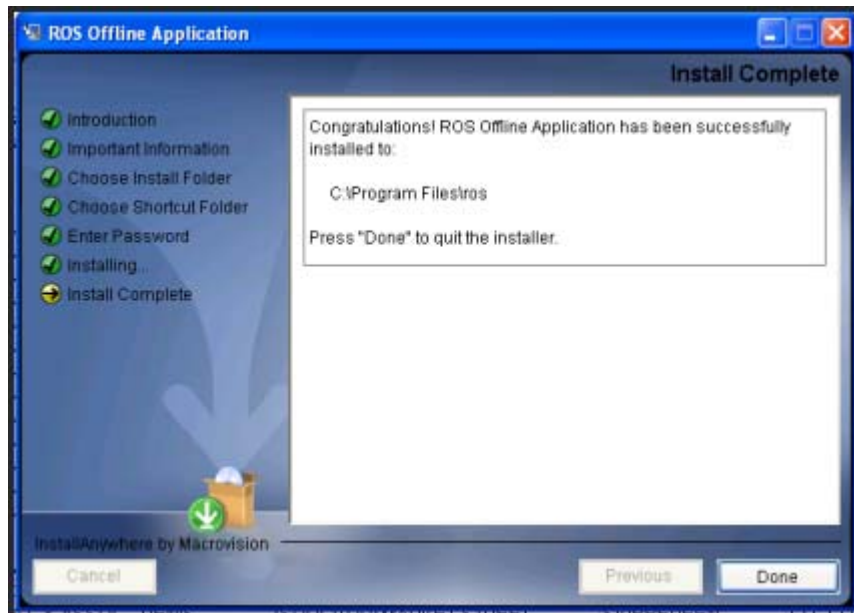 ROS Offline Application
Install Complete
Introduction
Important Information
Choose Install Folder
Choose Shortcut Folder
Enter Password
Installing...
Install Complete
Congratulations! ROS Offline Application has been successfully
installed to:
C:\Program Files\ros
Press "Done" to quit the installer.
InstallAnywhere by Macrovision
Cancel
Previous
Done